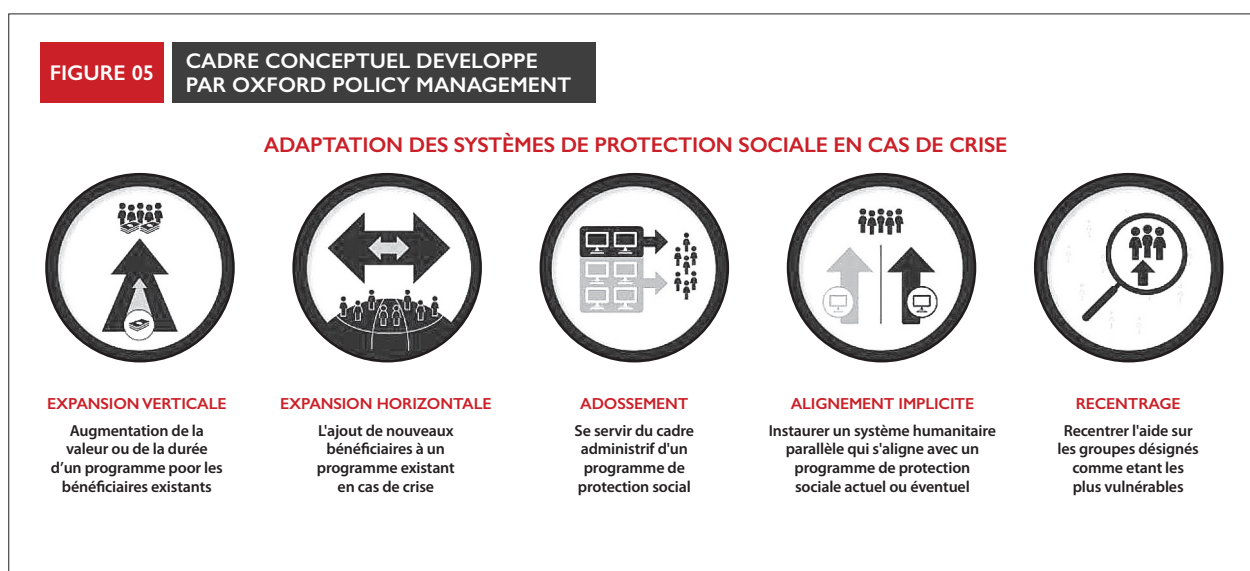 FIGURE 05
CADRE CONCEPTUEL DEVELOPPE
PAR OXFORD POLICY MANAGEMENT
ADAPTATION DES SYSTÈMES DE PROTECTION SOCIALE EN CAS DE CRISE
EXPANSION VERTICALE
Augmentation de la
valeur ou de la durée
d’un programme poor les
bénéficiaires existants
EXPANSION HORIZONTALE
L'ajout de nouveaux
bénéficiaires à un
programme existant
en cas de crise
ADOSSEMENT
Se servir du cadre
administrif d'un
programme de
protection social
ALIGNEMENT IMPLICITE
Instaurer un système humanitaire
parallèle qui s'aligne avec un
programme de protection
sociale actuel ou éventuel
RECENTRAGE
Recentrer l'aide sur
les groupes désignés
comme etant les
plus vulnérables